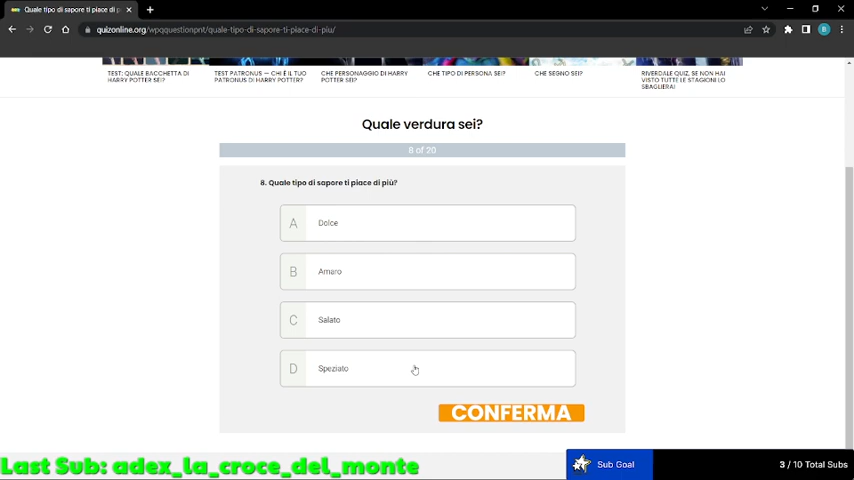 Quale tipo di sapore ti piace di p
quizonline.org/wpqquestionpnt/quale-tipo-di-sapore-ti-piace-di-piu/
B
TEST: QUALE BACCHETTA DI HARRY POTTER SEI?
TEST PATRONUS — CHI È IL TUO PATRONUS DI HARRY POTTER?
CHE PERSONAGGIO DI HARRY POTTER SEI?
CHE TIPO DI PERSONA SEI?
CHE SEGNO SEI?
RIVERDALE QUIZ. SE NON HAI VISTO TUTTE LE STAGIONI LO SBAGLIERAI
Quale verdura sei?
8 of 20
8. Quale tipo di sapore ti piace di più?
A Dolce
B Amaro
C Salato
D Speziato
CONFERMA
Last Sub: adex_la_croce_del_monte
Sub Goal
3 / 10 Total Subs